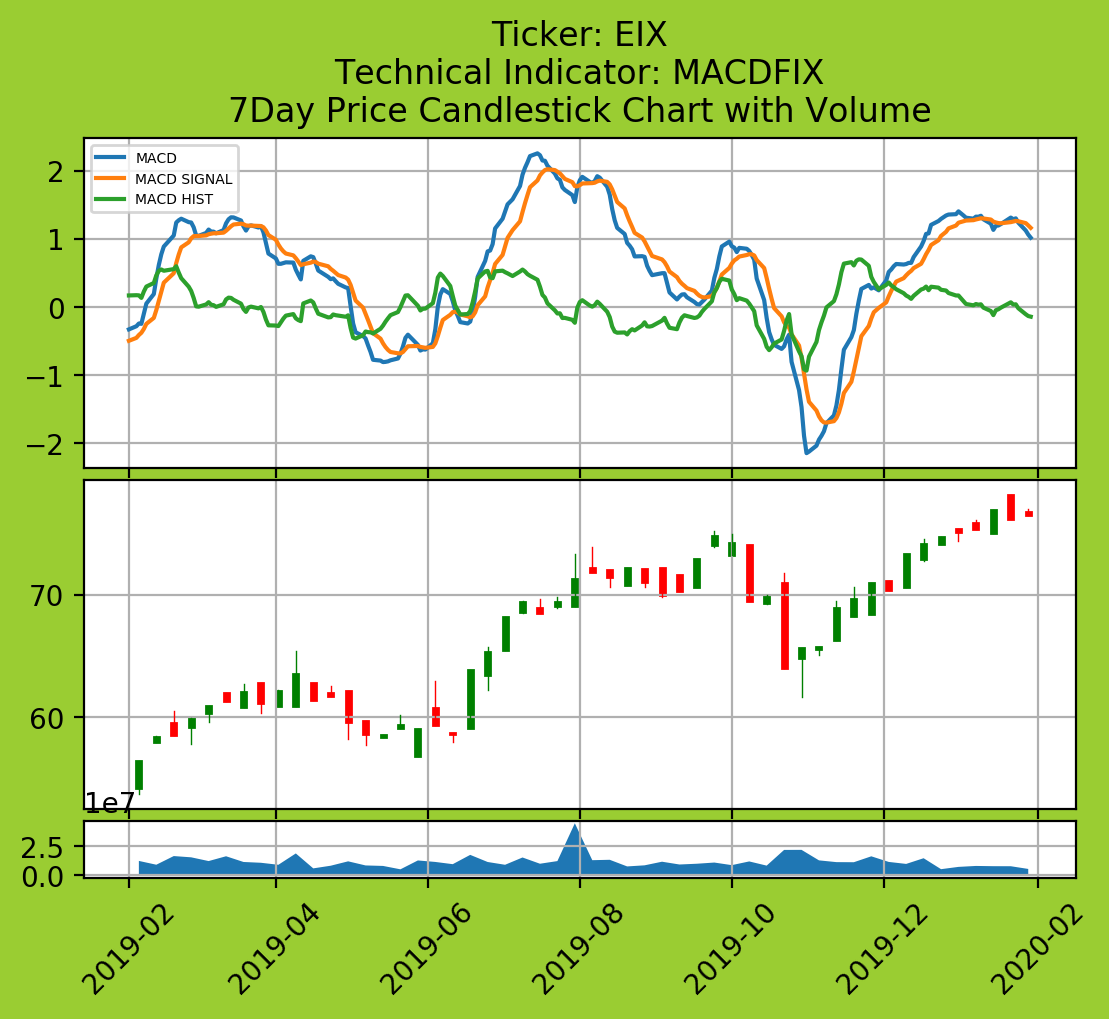 Ticker: EIX
Technical Indicator: MACDFIX
7Day Price Candlestick Chart with Volume
MACD
MACD SIGNAL
MACD HIST
2
1
0
−1
−2
70
60
1e7
2.5
0.0
2019-02
2019-04
2019-06
2019-08
2019-10
2019-12
2020-02